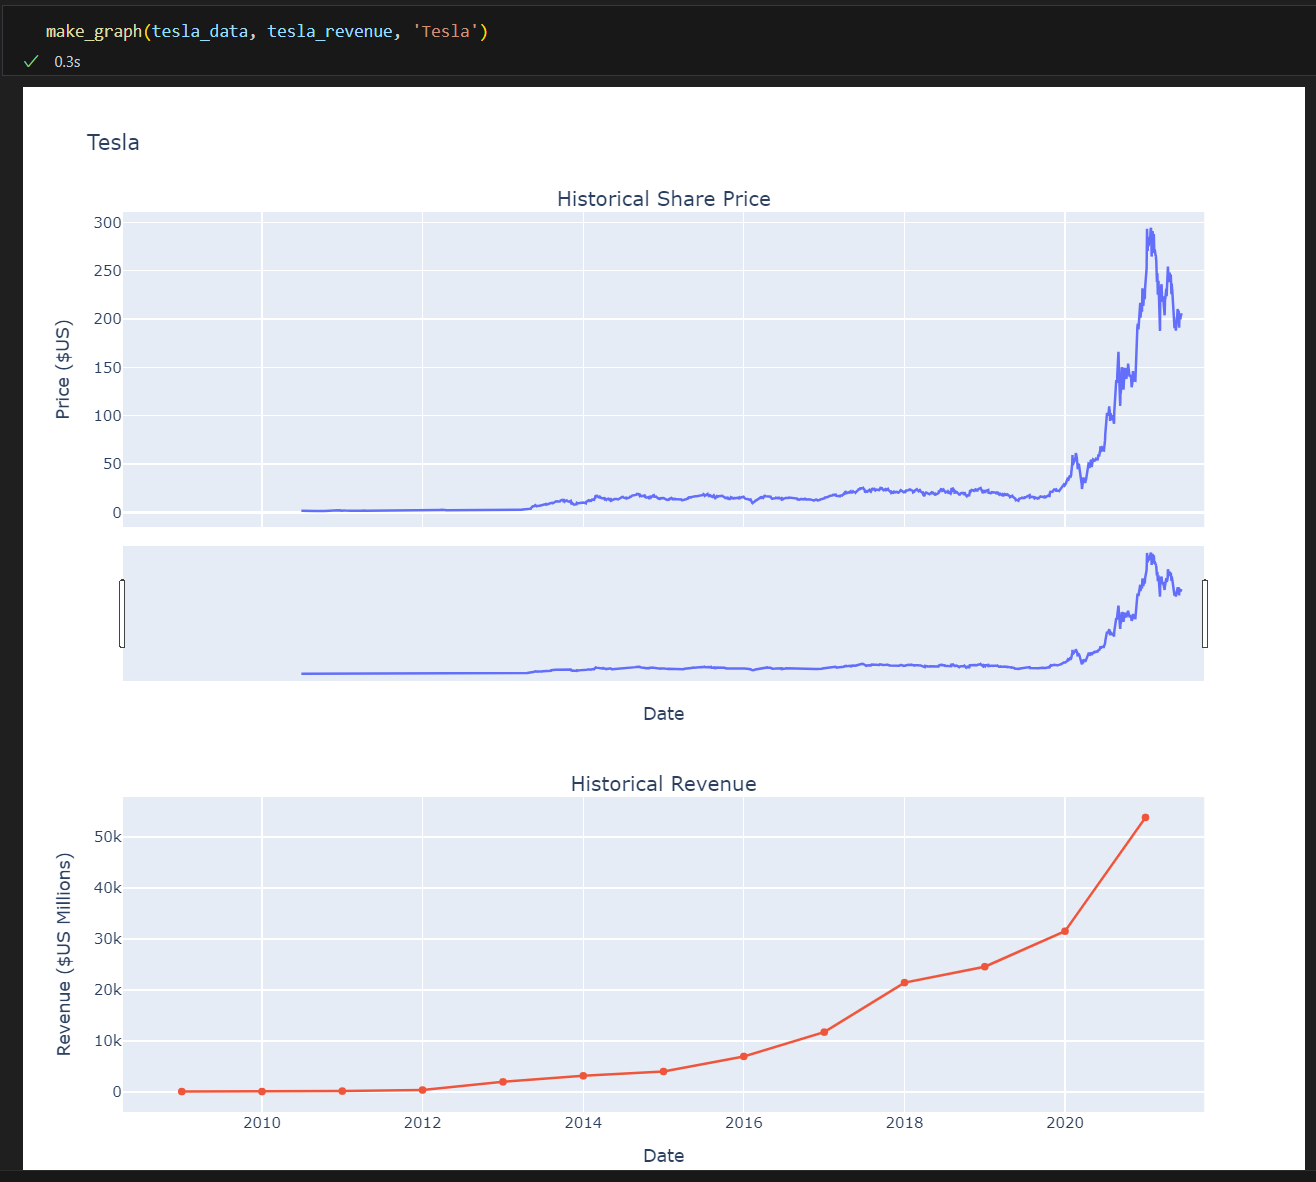 make_graph(tesla_data, tesla_revenue, 'Tesla')
0.3s
Tesla
Historical Share Price
300
250
200
150
100
50
0
Price ($US)
Date
Historical Revenue
50k
40k
30k
20k
10k
0
Revenue ($US Millions)
2010 2012 2014 2016 2018 2020
Date